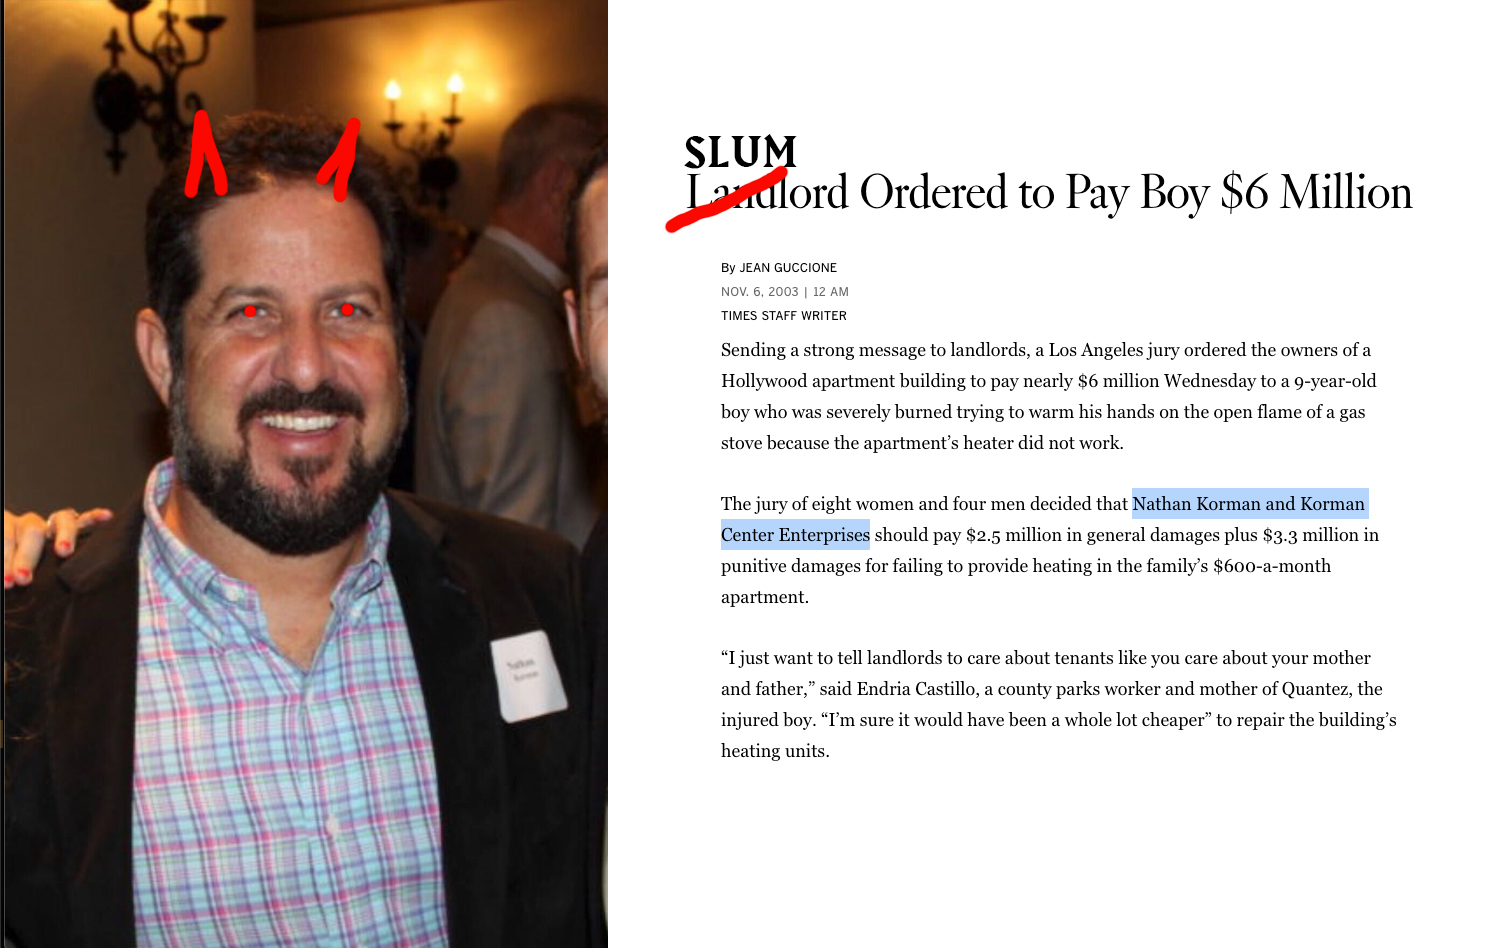 SLUM
Landlord Ordered to Pay Boy $6 Million
By JEAN GUCCIONE
NOV. 6, 2003 | 12 AM
TIMES STAFF WRITER
Sending a strong message to landlords, a Los Angeles jury ordered the owners of a
Hollywood apartment building to pay nearly $6 million Wednesday to a 9-year-old
boy who was severely burned trying to warm his hands on the open flame of a gas
stove because the apartment’s heater did not work.
The jury of eight women and four men decided that Nathan Korman and Korman
Center Enterprises should pay $2.5 million in general damages plus $3.3 million in
punitive damages for failing to provide heating in the family’s $600-a-month
apartment.
“I just want to tell landlords to care about tenants like you care about your mother
and father,” said Endria Castillo, a county parks worker and mother of Quantez, the
injured boy. “I’m sure it would have been a whole lot cheaper” to repair the building’s
heating units.